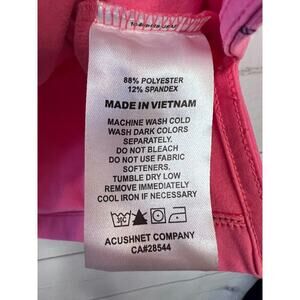 88% POLYESTER
12% SPANDEX
MADE IN VIETNAM
MACHINE WASH COLD
WASH DARK COLORS
SEPARATELY.
DO NOT BLEACH
DO NOT USE FABRIC
SOFTENERS.
TUMBLE DRY LOW
REMOVE IMMEDIATELY
COOL IRON IF NECESSARY
ACUSHNET COMPANY
CA#28544